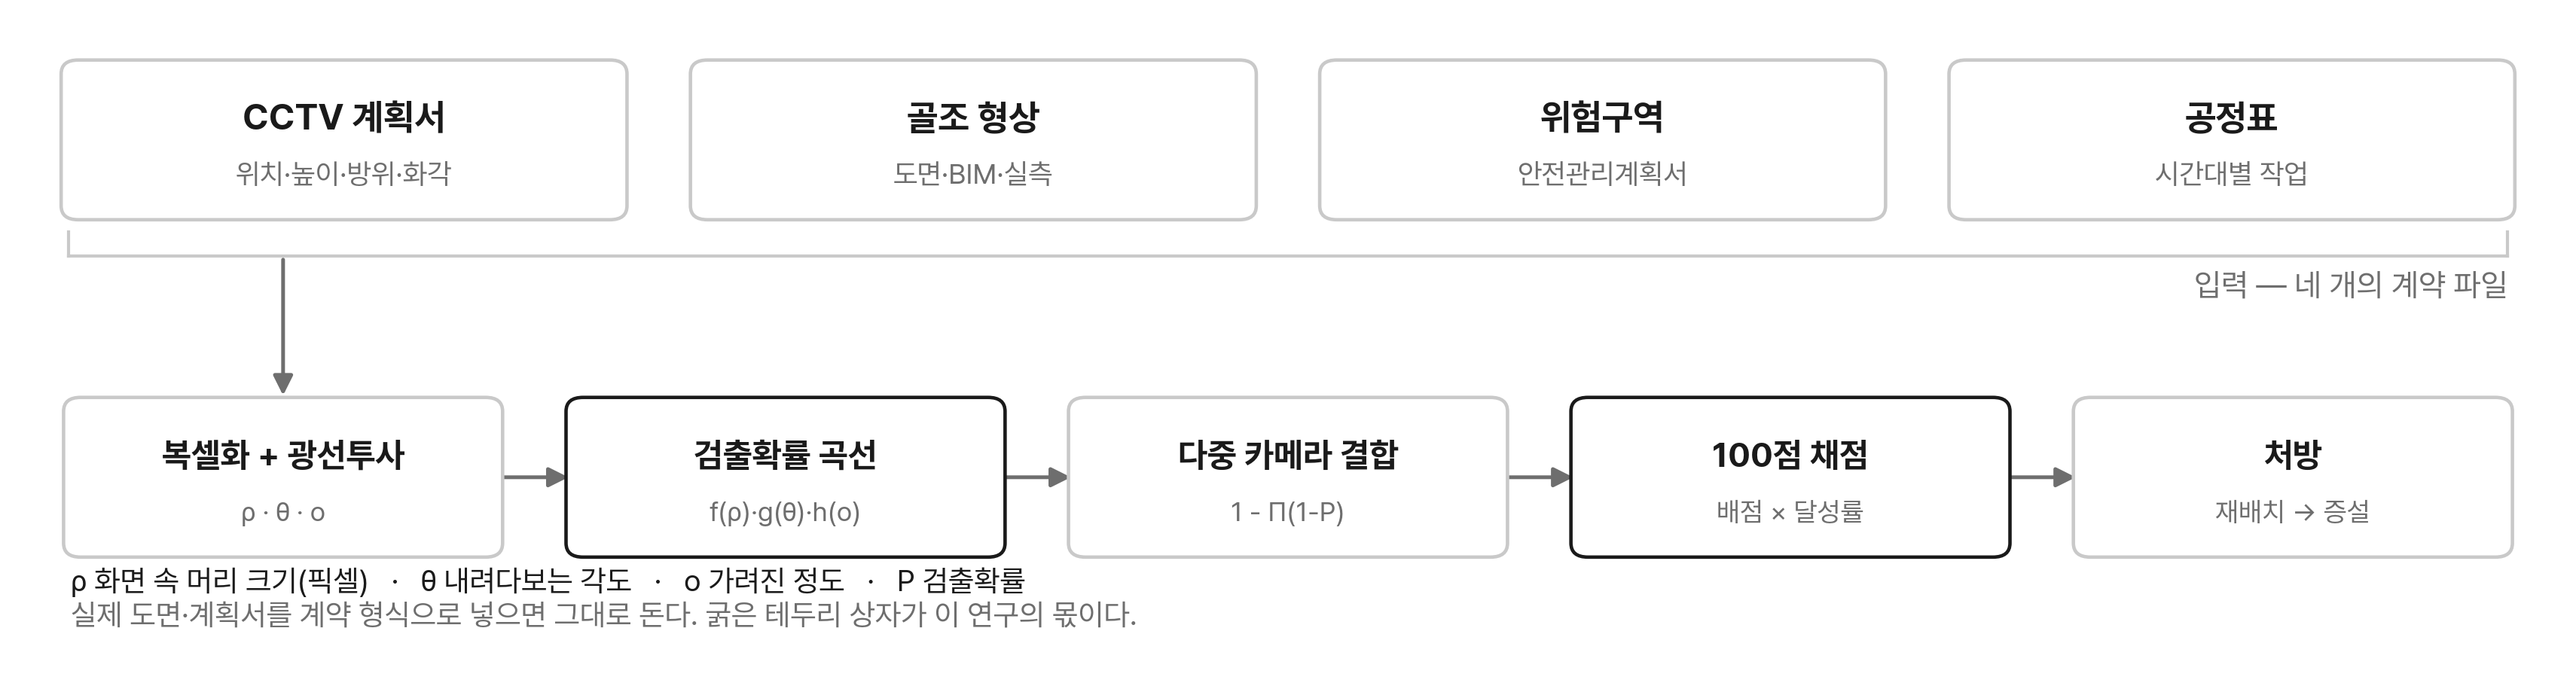 CCTV 계획서
위치·높이·방위·화각
골조 형상
도면·BIM·실측
위험구역
안전관리계획서
공정표
시간대별 작업
입력 — 네 개의 계약 파일
복셀화 + 광선투사
ρ · θ · o
검출확률 곡선
f(ρ)·g(θ)·h(o)
다중 카메라 결합
1 - Π(1-P)
100점 채점
배점 × 달성률
처방
재배치 → 증설
ρ 화면 속 머리 크기(픽셀) · θ 내려다보는 각도 · o 가려진 정도 · P 검출확률
실제 도면·계획서를 계약 형식으로 넣으면 그대로 돈다. 굵은 테두리 상자가 이 연구의 몫이다.